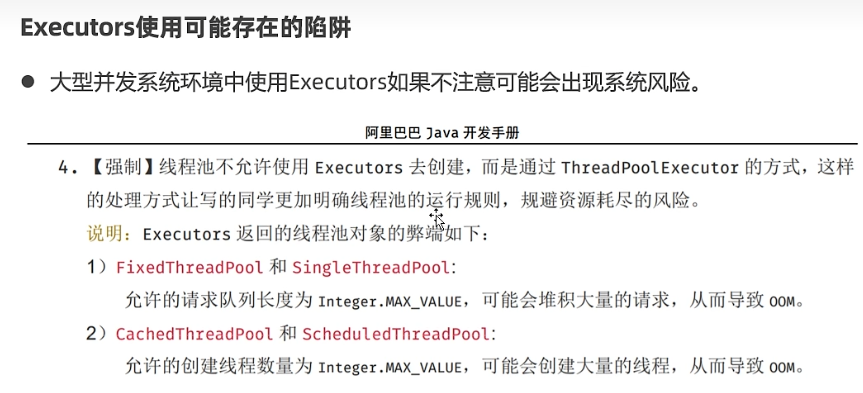 Executors使用可能存在的陷阱
● 大型并发系统环境中使用Executors如果不注意可能会出现系统风险。
阿里巴巴 Java 开发手册
4. 【强制】线程池不允许使用 Executors 去创建，而是通过 ThreadPoolExecutor 的方式，这样
的处理方式让写的同学更加明确线程池的运行规则，规避资源耗尽的风险。
说明：Executors 返回的线程池对象的弊端如下：
1）FixedThreadPool 和 SingleThreadPool:
允许的请求队列长度为 Integer.MAX_VALUE，可能会堆积大量的请求，从而导致 OOM。
2）CachedThreadPool 和 ScheduledThreadPool:
允许的创建线程数量为 Integer.MAX_VALUE，可能会创建大量的线程，从而导致 OOM。